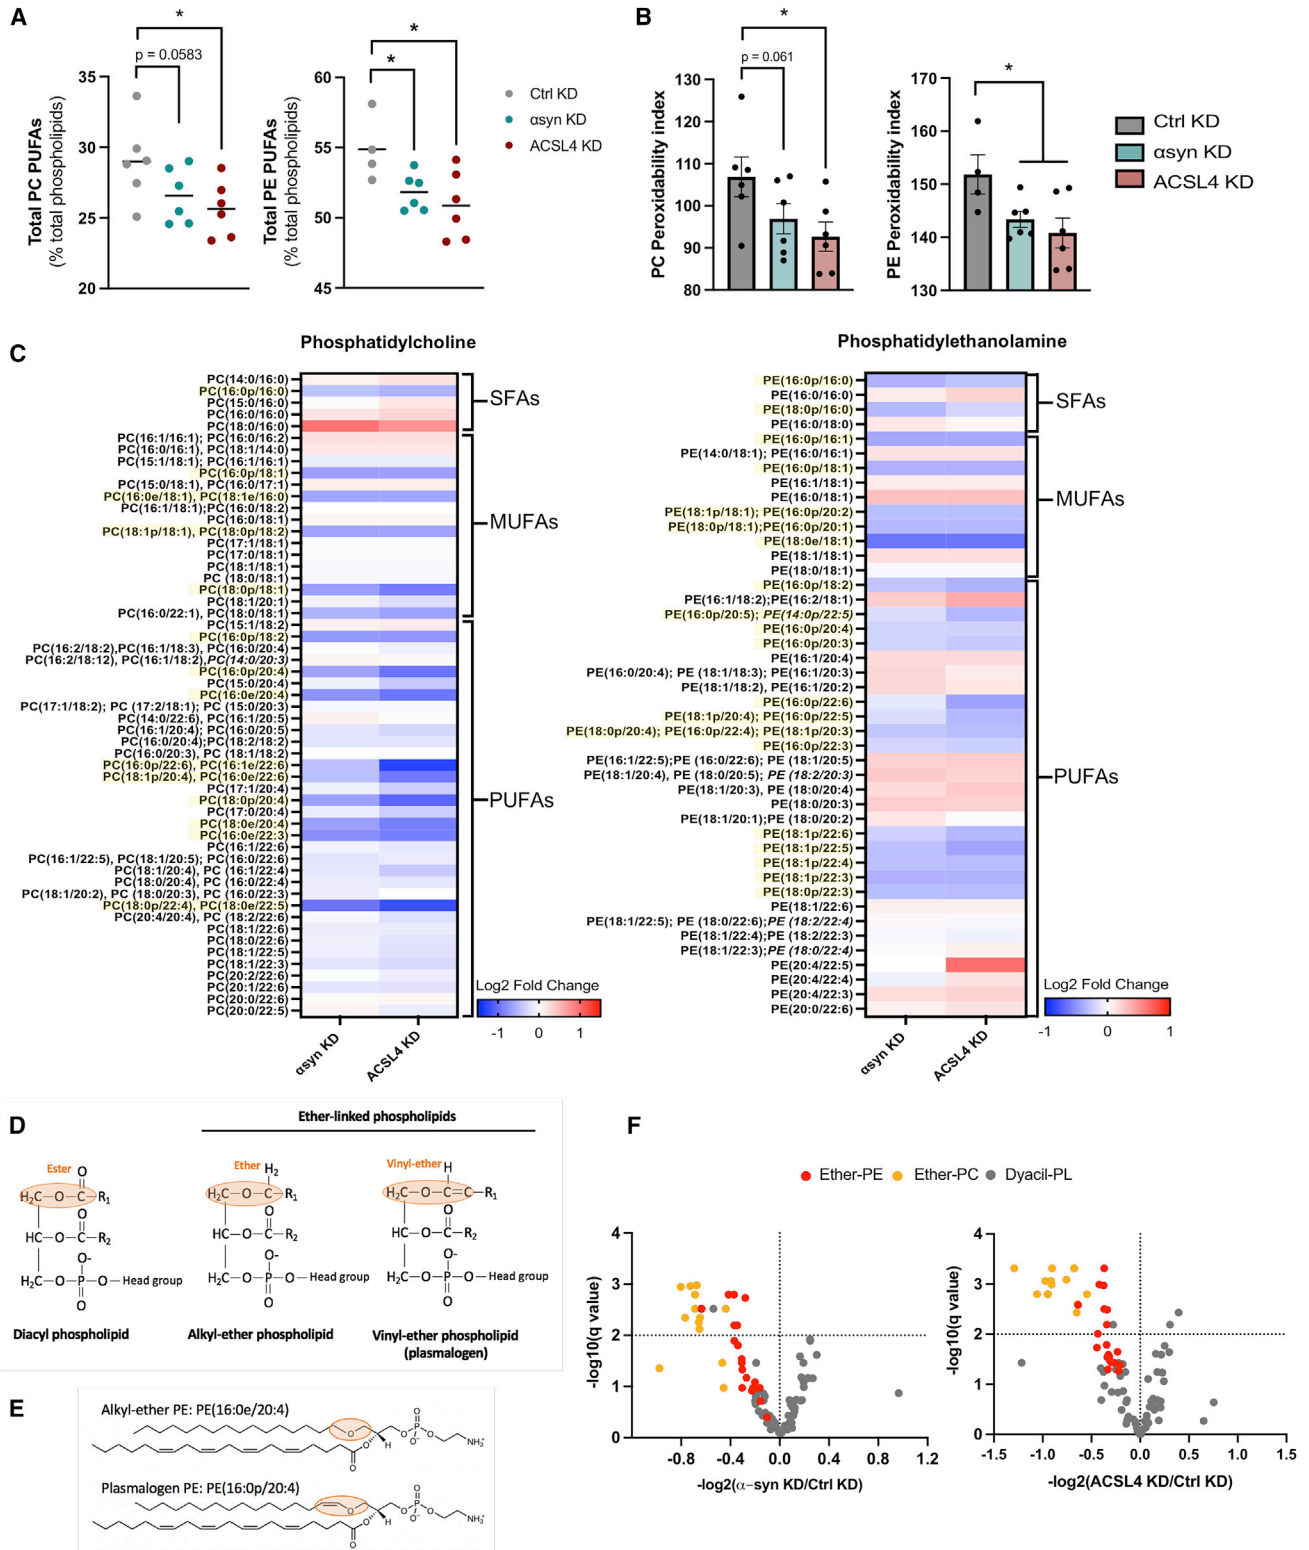 A
*
*
p = 0.0583
*
Total PC PUFAs
(% total phospholipids)
35
30
25
20
Total PE PUFAs
(% total phospholipids)
60
55
50
45
Ctrl KD
αsyn KD
ACSL4 KD
B
*
p = 0.061
*
PC Peroxidability index
130
120
110
100
90
80
PE Peroxidability index
170
160
150
140
130
Ctrl KD
αsyn KD
ACSL4 KD
C
Phosphatidylcholine
PC(14:0/16:0)
PC(16:0p/16:0)
PC(15:0/16:0)
PC(16:0/16:0)
PC(18:0/16:0)
PC(16:1/16:1); PC(16:0/16:2)
PC(16:0/16:1), PC(18:1/14:0)
PC(15:1/18:1); PC(16:1/16:1)
PC(16:0p/18:1)
PC(15:0/18:1), PC(16:0/17:1)
PC(16:0e/18:1), PC(18:1e/16:0)
PC(16:1/18:1);PC(16:0/18:2)
PC(16:0/18:1)
PC(18:1p/18:1), PC(18:0p/18:2)
PC(17:1/18:1)
PC(17:0/18:1)
PC(18:1/18:1)
PC (18:0/18:1)
PC(18:0p/18:1)
PC(18:1/20:1)
PC(16:0/22:1), PC(18:0/18:1)
PC(15:1/18:2)
PC(16:0p/18:2)
PC(16:2/18:2),PC(16:1/18:3), PC(16:0/20:4)
PC(16:2/18:12), PC(16:1/18:2),PC(14:0/20:3)
PC(16:0p/20:4)
PC(15:0/20:4)
PC(16:0e/20:4)
PC(17:1/18:2); PC (17:2/18:1); PC (15:0/20:3)
PC(14:0/22:6), PC(16:1/20:5)
PC(16:1/20:4); PC(16:0/20:5)
PC(16:0/20:4);PC(18:2/18:2)
PC(16:0/20:3), PC (18:1/18:2)
PC(16:0p/22:6), PC(16:1e/22:6)
PC(18:1p/20:4), PC(16:0e/22:6)
PC(17:1/20:4)
PC(18:0p/20:4)
PC(17:0/20:4)
PC(18:0e/20:4)
PC(16:0e/22:3)
PC(16:1/22:6)
PC(16:1/22:5), PC(18:1/20:5); PC(16:0/22:6)
PC(18:1/20:4), PC (16:1/22:4)
PC(18:0/20:4), PC (16:0/22:4)
PC(18:1/20:2), PC (18:0/20:3), PC (16:0/22:3)
PC(18:0p/22:4), PC(18:0e/22:5)
PC(20:4/20:4), PC (18:2/22:6)
PC(18:1/22:6)
PC(18:0/22:6)
PC(18:1/22:5)
PC(18:1/22:3)
PC(20:2/22:6)
PC(20:1/22:6)
PC(20:0/22:6)
PC(20:0/22:5)
SFAs
MUFAs
PUFAs
Log2 Fold Change
-1 0 1
αsyn KD
ACSL4 KD
Phosphatidylethanolamine
PE(16:0p/16:0)
PE(16:0/16:0)
PE(18:0p/16:0)
PE(16:0/18:0)
PE(16:0p/16:1)
PE(14:0/18:1); PE(16:0/16:1)
PE(16:0p/18:1)
PE(16:1/18:1)
PE(16:0/18:1)
PE(18:1p/18:1); PE(16:0p/20:2)
PE(18:0p/18:1);PE(16:0p/20:1)
PE(18:0e/18:1)
PE(18:1/18:1)
PE(18:0/18:1)
PE(16:0p/18:2)
PE(16:1/18:2);PE(16:2/18:1)
PE(16:0p/20:5); PE(14:0p/22:5)
PE(16:0p/20:4)
PE(16:0p/20:3)
PE(16:1/20:4)
PE(16:0/20:4); PE (18:1/18:3); PE(16:1/20:3)
PE(18:1/18:2), PE(16:1/20:2)
PE(16:0p/22:6)
PE(18:1p/20:4); PE(16:0p/22:5)
PE(18:0p/20:4); PE(16:0p/22:4); PE(18:1p/20:3)
PE(16:0p/22:3)
PE(16:1/22:5);PE (16:0/22:6); PE (18:1/20:5)
PE(18:1/20:4), PE (18:0/20:5); PE (18:2/20:3)
PE(18:1/20:3), PE (18:0/20:4)
PE(18:0/20:3)
PE(18:1/20:1);PE (18:0/20:2)
PE(18:1p/22:6)
PE(18:1p/22:5)
PE(18:1p/22:4)
PE(18:1p/22:3)
PE(18:0p/22:3)
PE(18:1/22:6)
PE(18:1/22:5); PE (18:0/22:6);PE (18:2/22:4)
PE(18:1/22:4);PE (18:2/22:3)
PE(18:1/22:3);PE (18:0/22:4)
PE(20:4/22:5)
PE(20:4/22:4)
PE(20:4/22:3)
PE(20:0/22:6)
SFAs
MUFAs
PUFAs
Log2 Fold Change
-1 0 1
αsyn KD
ACSL4 KD
D
Ether-linked phospholipids
Ester
O
H₂C—O—C—R₁
O
HC—O—C—R₂
O-
H₂C—O—P—O—Head group
O
Diacyl phospholipid
Ether H₂
H₂C—O—C—R₁
O
HC—O—C—R₂
O-
H₂C—O—P—O—Head group
O
Alkyl-ether phospholipid
Vinyl-ether H
H₂C—O—C=C—R₁
O
HC—O—C—R₂
O-
H₂C—O—P—O—Head group
O
Vinyl-ether phospholipid
(plasmalogen)
E
Alkyl-ether PE: PE(16:0e/20:4)
O O P O O- O NH₃⁺ O H O
Plasmalogen PE: PE(16:0p/20:4)
O O P O O- O NH₃⁺ O H O
F
Ether-PE
Ether-PC
Dyacil-PL
-log10(q value)
4
3
2
1
0
-0.8 -0.4 0.0 0.4 0.8 1.2
-log2(α-syn KD/Ctrl KD)
-log10(q value)
4
3
2
1
0
-1.5 -1.0 -0.5 0.0 0.5 1.0 1.5
-log2(ACSL4 KD/Ctrl KD)